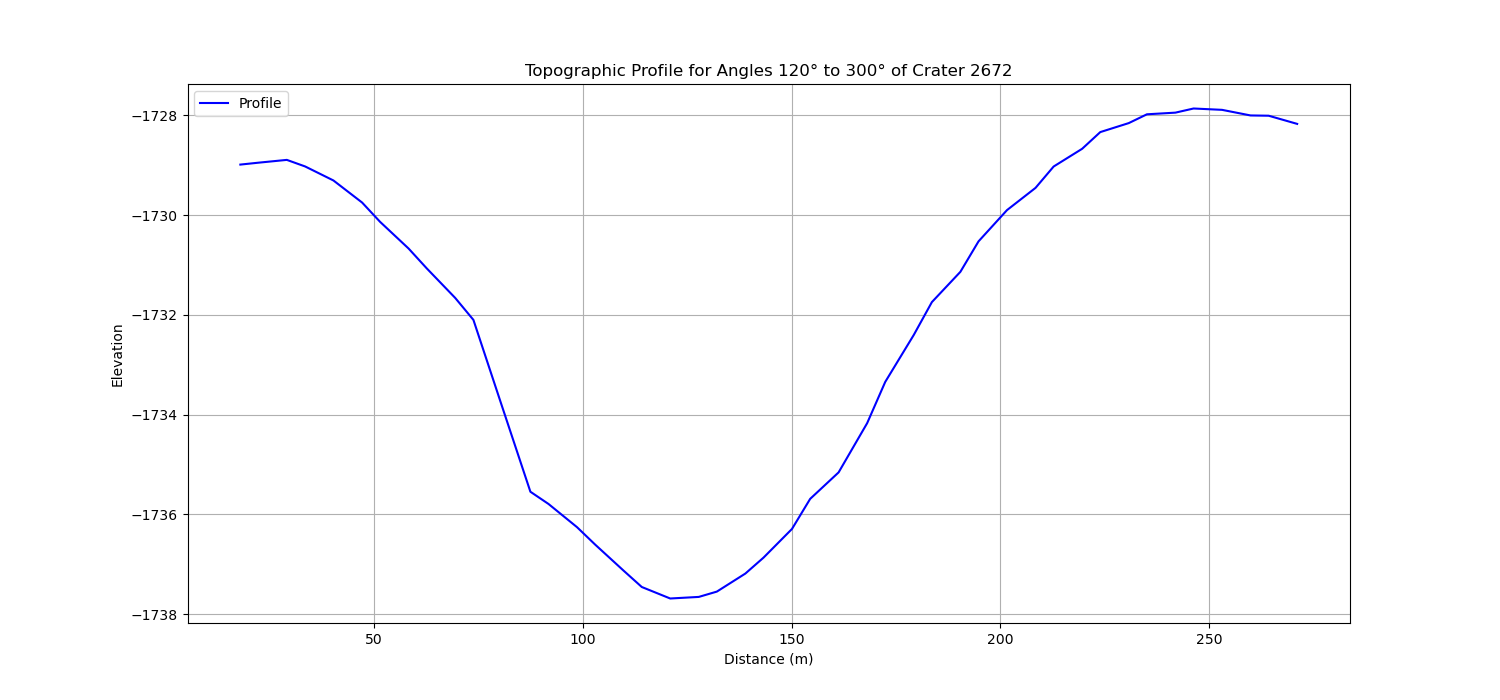 Topographic Profile for Angles 120° to 300° of Crater 2672
Profile
Elevation
−1728
−1730
−1732
−1734
−1736
−1738
50
100
150
200
250
Distance (m)